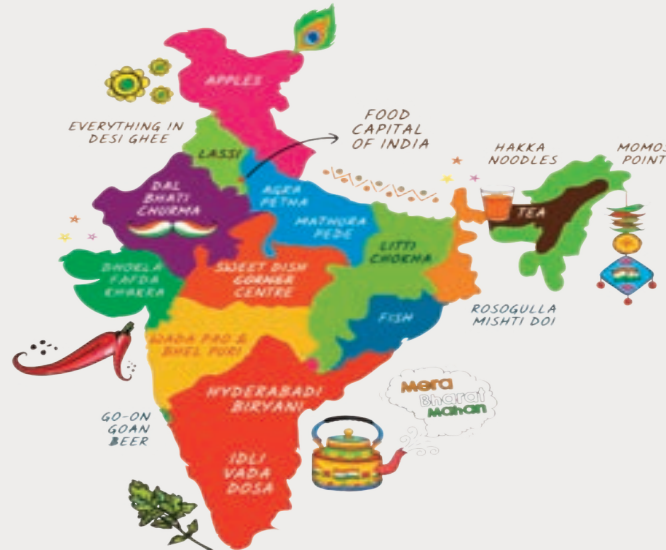 APPLES
EVERYTHING IN
DESI GHEE
FOOD
CAPITAL
OF INDIA
LASSI
HAKKA
NOODLES
MOMOS
POINT
DAL
BHATI
CHURMA
AGRA
PETHA
MATHURA
PEDE
TEA
LITTI
CHOKHA
DHOKLA
FAFDA
KHAKRA
SWEET DISH
CORNER
CENTRE
ROSOGULLA
MISHTI DOI
FISH
WADA PAO &
BHEL PURI
HYDERABADI
BIRYANI
Mera
Bharat
Mahan
GO-ON
GOAN
BEER
IDLI
VADA
DOSA